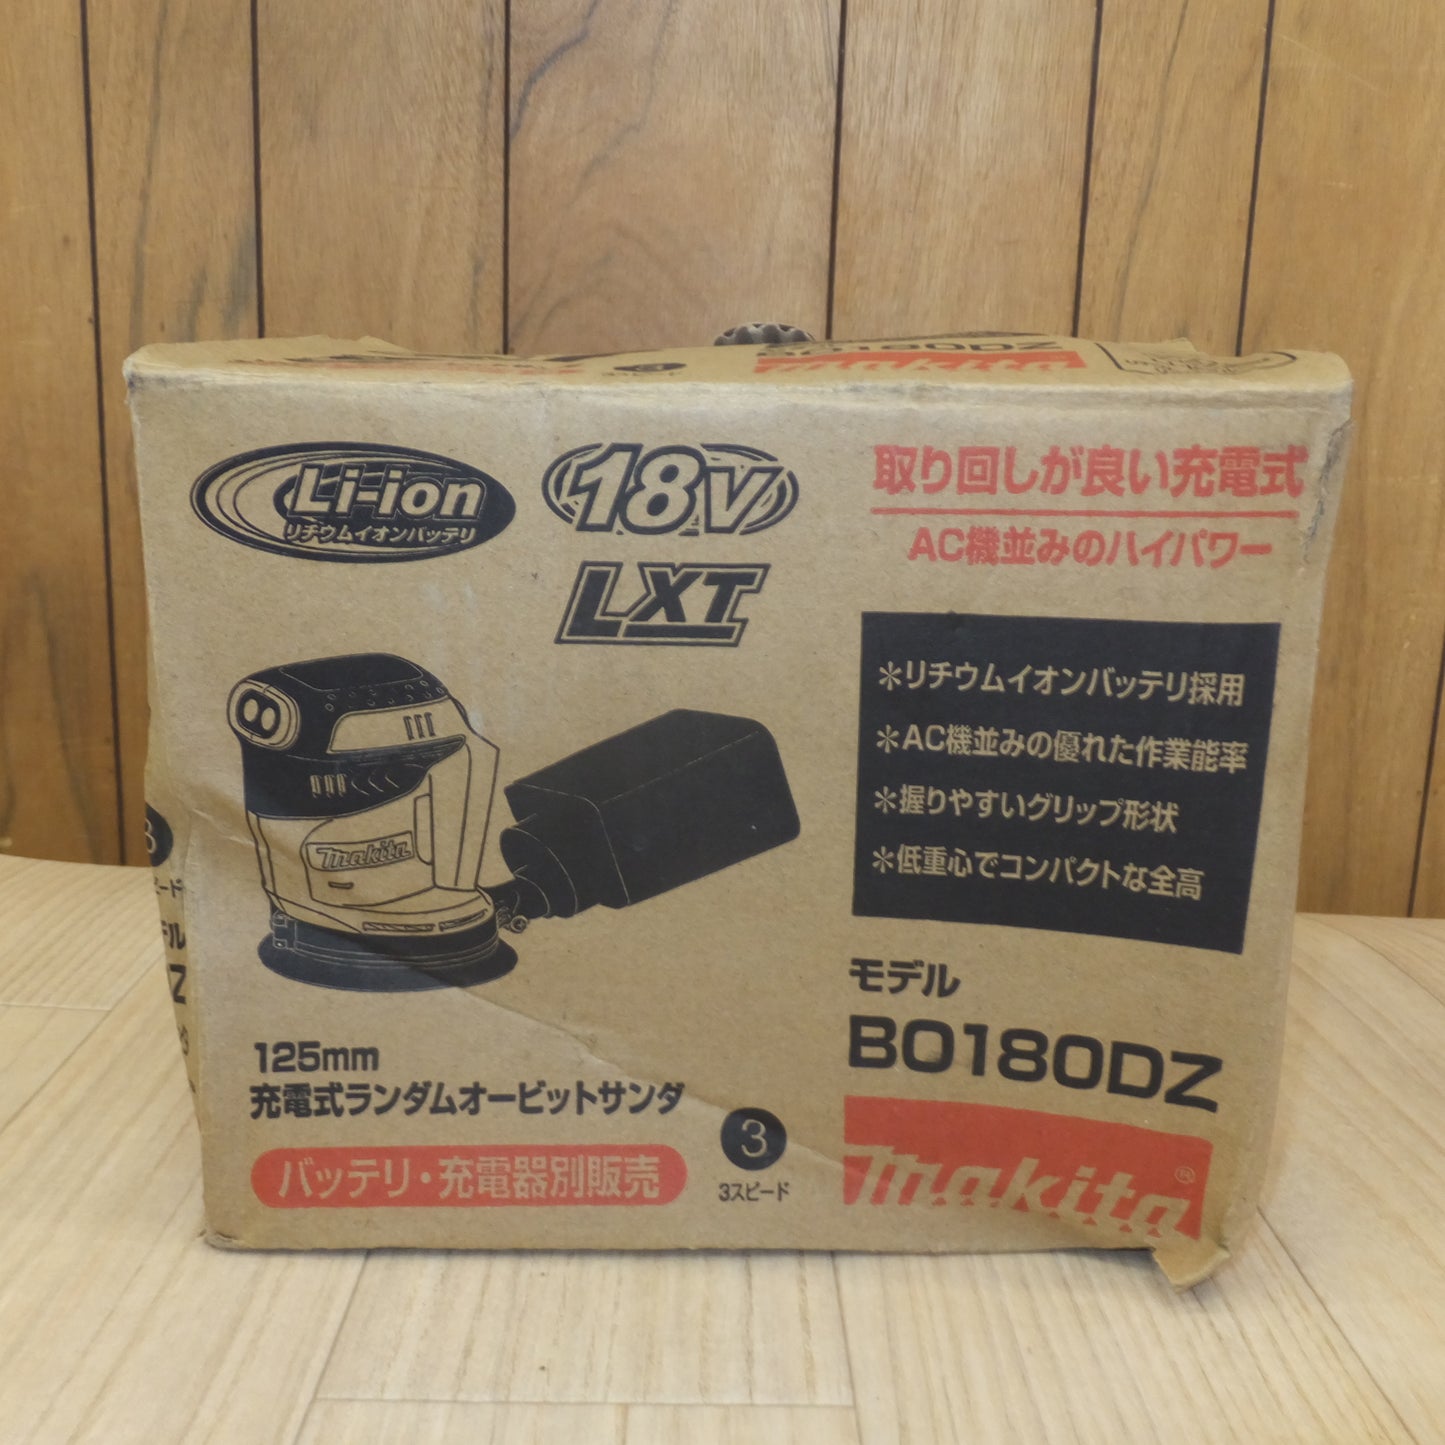 Li-ion
リチウムイオンバッテリ
18V
LXT
取り回しが良い充電式
AC機並みのハイパワー
＊リチウムイオンバッテリ採用
＊AC機並みの優れた作業能率
＊握りやすいグリップ形状
＊低重心でコンパクトな全高
makita
125mm
充電式ランダムオービットサンダ
バッテリ・充電器別販売
3
3スピード
モデル
BO180DZ
makita®